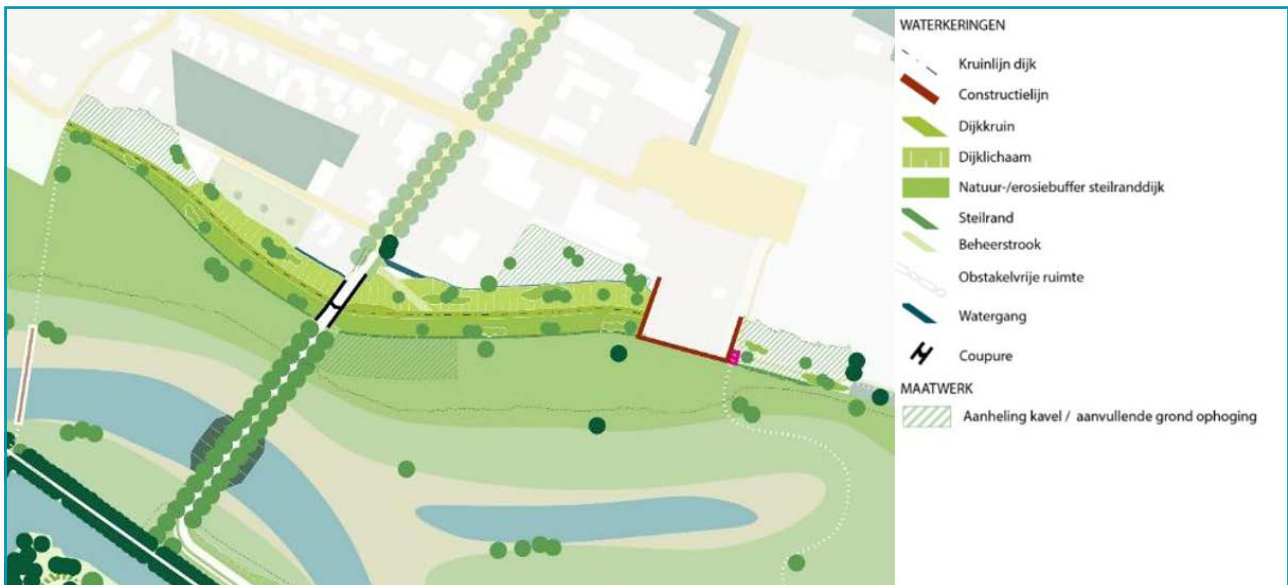 WATERKERINGEN
Kruinlijn dijk
Constructielijn
Dijkkruin
Dijklichaam
Natuur-/erosiebuffer steilranddijk
Steilrand
Beheerstrook
Obstakelvrije ruimte
Watergang
Coupure
MAATWERK
Aanheling kavel / aanvullende grond ophoging